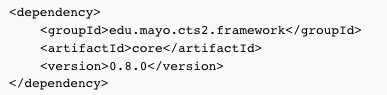 <dependency>
    <groupId>edu.mayo.cts2.framework</groupId>
    <artifactId>core</artifactId>
    <version>0.8.0</version>
</dependency>